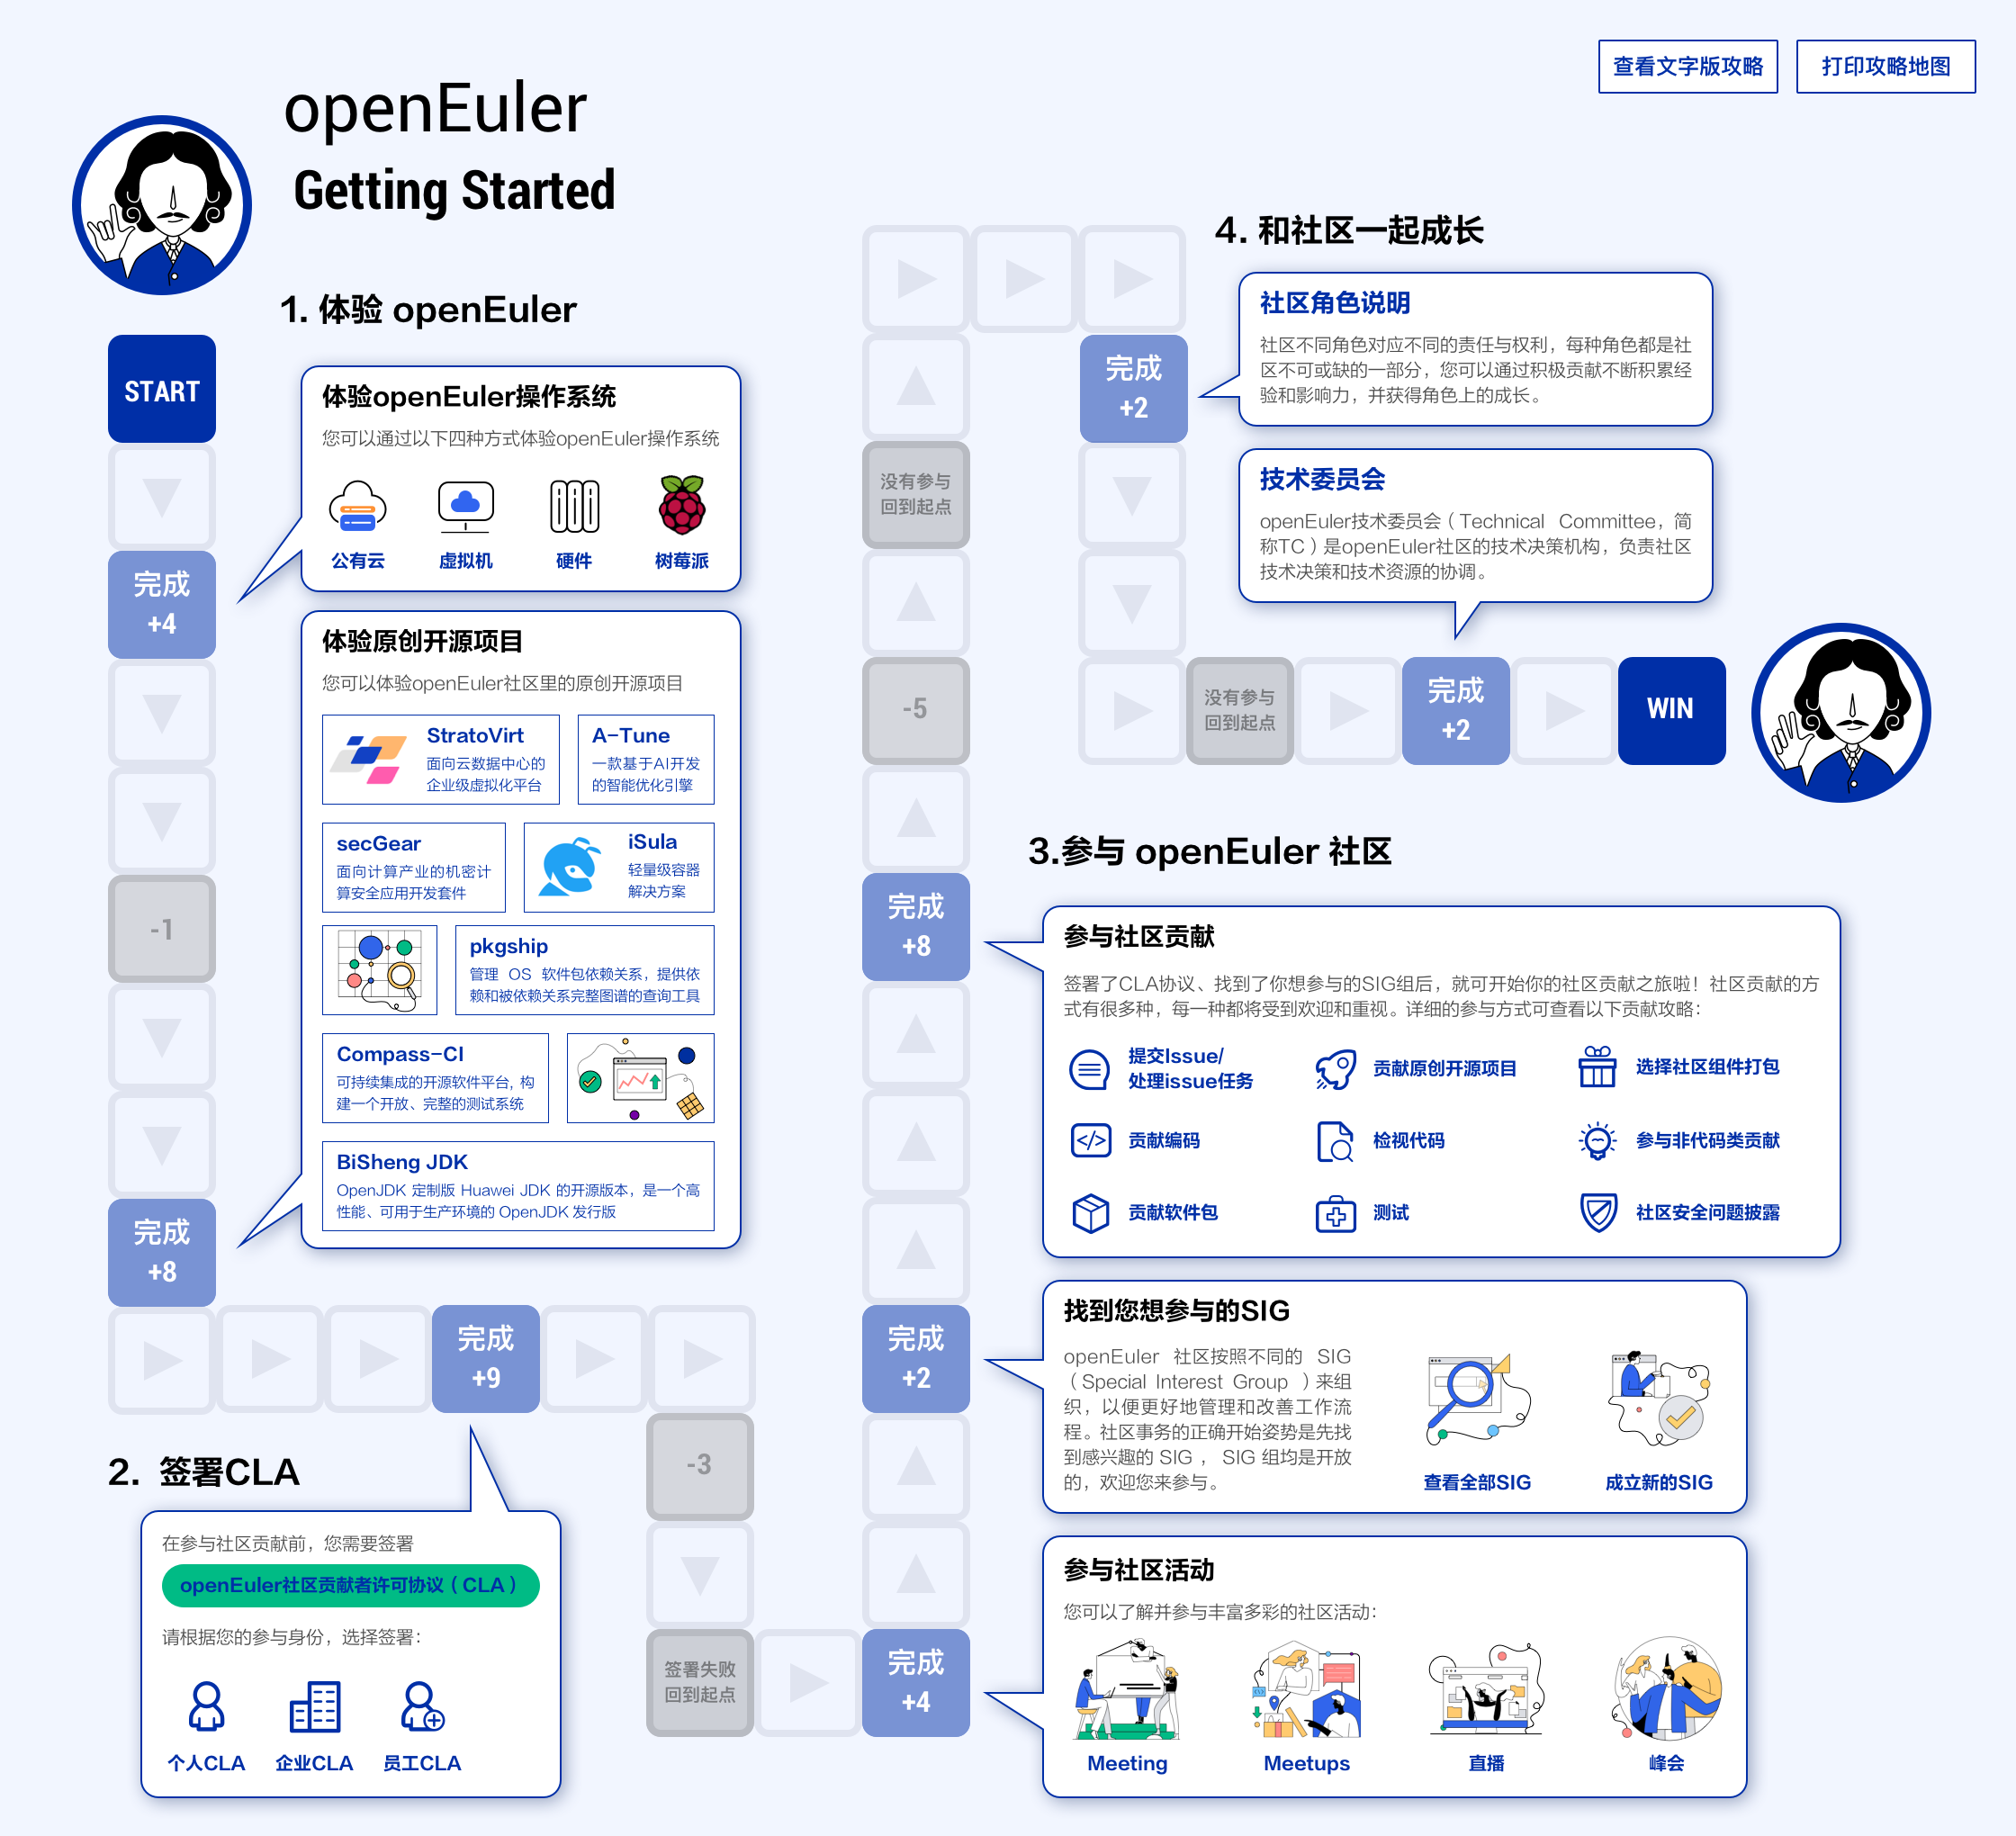 查看文字版攻略
打印攻略地图
openEuler
Getting Started
1. 体验 openEuler
START
体验openEuler操作系统
您可以通过以下四种方式体验openEuler操作系统
公有云
虚拟机
硬件
树莓派
完成
+4
体验原创开源项目
您可以体验openEuler社区里的原创开源项目
StratoVirt
面向云数据中心的
企业级虚拟化平台
A-Tune
一款基于AI开发
的智能优化引擎
secGear
面向计算产业的机密计
算安全应用开发套件
iSula
轻量级容器
解决方案
-1
pkgship
管理 OS 软件包依赖关系，提供依
赖和被依赖关系完整图谱的查询工具
Compass-CI
可持续集成的开源软件平台, 构
建一个开放、完整的测试系统
BiSheng JDK
OpenJDK 定制版 Huawei JDK 的开源版本，是一个高
性能、可用于生产环境的 OpenJDK 发行版
完成
+8
完成
+9
2. 签署CLA
在参与社区贡献前，您需要签署
openEuler社区贡献者许可协议（CLA）
请根据您的参与身份，选择签署：
个人CLA
企业CLA
员工CLA
-3
签署失败
回到起点
完成
+4
完成
+2
完成
+8
-5
没有参与
回到起点
4. 和社区一起成长
完成
+2
社区角色说明
社区不同角色对应不同的责任与权利，每种角色都是社
区不可或缺的一部分，您可以通过积极贡献不断积累经
验和影响力，并获得角色上的成长。
技术委员会
openEuler技术委员会（Technical Committee，简
称TC）是openEuler社区的技术决策机构，负责社区
技术决策和技术资源的协调。
没有参与
回到起点
完成
+2
WIN
3.参与 openEuler 社区
参与社区贡献
签署了CLA协议、找到了你想参与的SIG组后，就可开始你的社区贡献之旅啦！社区贡献的方
式有很多种，每一种都将受到欢迎和重视。详细的参与方式可查看以下贡献攻略：
提交Issue/
处理issue任务
贡献原创开源项目
选择社区组件打包
贡献编码
检视代码
参与非代码类贡献
贡献软件包
测试
社区安全问题披露
找到您想参与的SIG
openEuler 社区按照不同的 SIG
（Special Interest Group ）来组
织，以便更好地管理和改善工作流
程。社区事务的正确开始姿势是先找
到感兴趣的 SIG ， SIG 组均是开放
的，欢迎您来参与。
查看全部SIG
成立新的SIG
参与社区活动
您可以了解并参与丰富多彩的社区活动：
Meeting
Meetups
直播
峰会